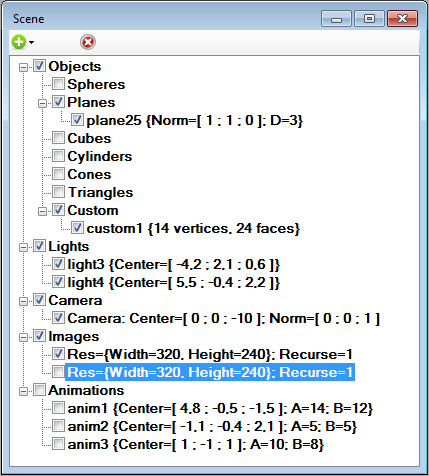 Scene
Objects
Spheres
Planes
plane25 {Norm=[ 1 ; 1 ; 0 ]; D=3}
Cubes
Cylinders
Cones
Triangles
Custom
custom1 {14 vertices, 24 faces}
Lights
light3 {Center=[ -4,2 ; 2,1 ; 0,6 ]}
light4 {Center=[ 5,5 ; -0,4 ; 2,2 ]}
Camera
Camera: Center=[ 0 ; 0 ; -10 ]; Norm=[ 0 ; 0 ; 1 ]
Images
Res={Width=320, Height=240}; Recurse=1
Res={Width=320, Height=240}; Recurse=1
Animations
anim1 {Center=[ 4,8 ; -0,5 ; -1,5 ]; A=14; B=12}
anim2 {Center=[ -1,1 ; -0,4 ; 2,1 ]; A=5; B=5}
anim3 {Center=[ 1 ; -1 ; 1 ]; A=10; B=8}